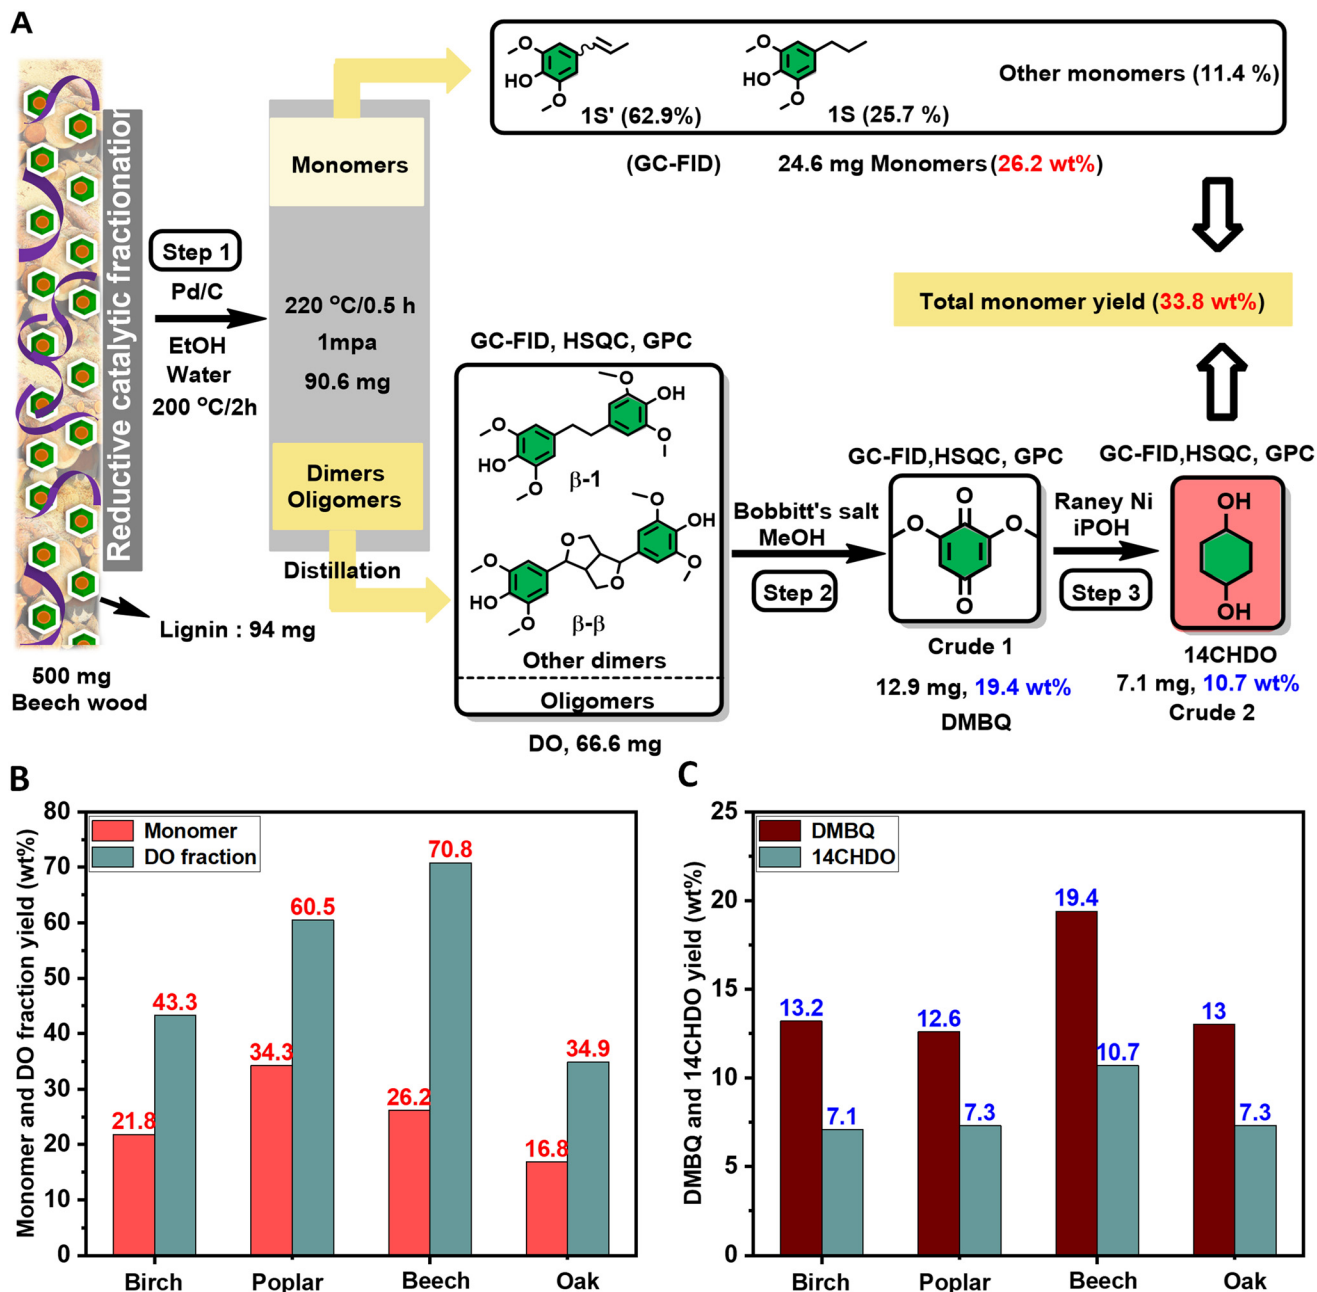 A
Reductive catalytic fractionation
500 mg
Beech wood
Lignin : 94 mg
Step 1
Pd/C
EtOH
Water
200 °C/2h
Monomers
220 °C/0.5 h
1mpa
90.6 mg
Dimers
Oligomers
Distillation
O
HO
O
1S' (62.9%)
O
HO
O
1S (25.7 %)
Other monomers (11.4 %)
(GC-FID)
24.6 mg Monomers (26.2 wt%)
Total monomer yield (33.8 wt%)
GC-FID, HSQC, GPC
O
OH
O
O
HO
O
β-1
O
OH
O
O
O
O
HO
O
β-β
Other dimers
Oligomers
DO, 66.6 mg
Bobbitt's salt
MeOH
Step 2
GC-FID,HSQC, GPC
O
O
O
O
Crude 1
12.9 mg, 19.4 wt%
DMBQ
Raney Ni
iPOH
Step 3
GC-FID,HSQC, GPC
OH
OH
14CHDO
7.1 mg, 10.7 wt%
Crude 2
B
Monomer and DO fraction yield (wt%)
80
70
60
50
40
30
20
10
0
Monomer
DO fraction
21.8
43.3
34.3
60.5
26.2
70.8
16.8
34.9
Birch
Poplar
Beech
Oak
C
DMBQ and 14CHDO yield (wt%)
25
20
15
10
5
0
DMBQ
14CHDO
13.2
7.1
12.6
7.3
19.4
10.7
13
7.3
Birch
Poplar
Beech
Oak